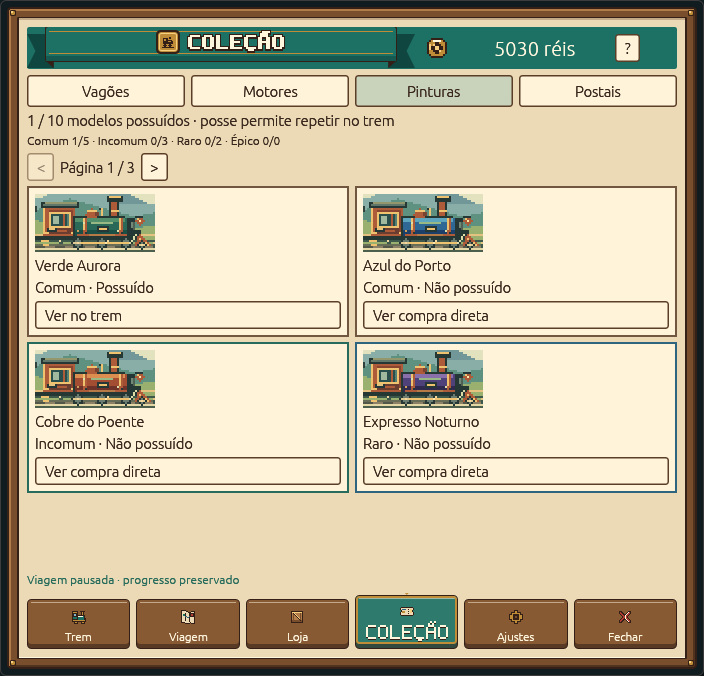 COLEÇÃO
5030 réis
?
Vagões
Motores
Pinturas
Postais
1 / 10 modelos possuídos · posse permite repetir no trem
Comum 1/5 · Incomum 0/3 · Raro 0/2 · Épico 0/0
< Página 1 / 3 >
Verde Aurora
Comum · Possuído
Ver no trem
Azul do Porto
Comum · Não possuído
Ver compra direta
Cobre do Poente
Incomum · Não possuído
Ver compra direta
Expresso Noturno
Raro · Não possuído
Ver compra direta
Viagem pausada · progresso preservado
Trem
Viagem
Loja
COLEÇÃO
Ajustes
Fechar